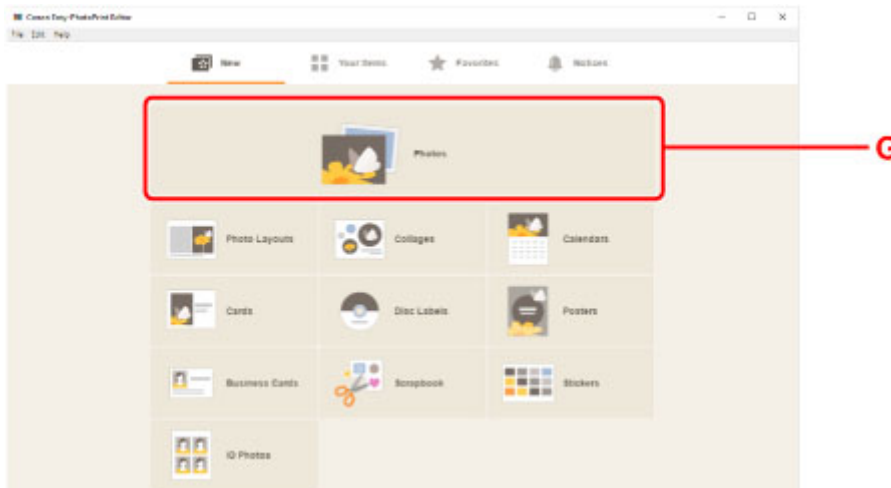 Canon Easy-PhotoPrint Editor
File Edit Help
New Your Items Favorites Notices
Photos
G
Photo Layouts Collages Calendars
Cards Disc Labels Posters
Business Cards Scrapbook Stickers
ID Photos